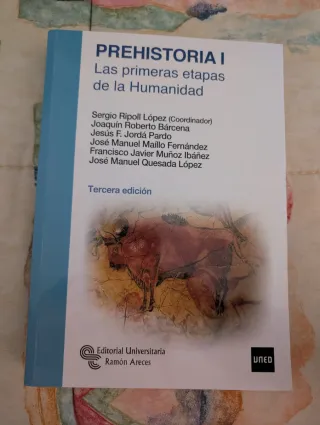 PREHISTORIA I
Las primeras etapas
de la Humanidad
Sergio Ripoll López (Coordinador)
Joaquín Roberto Bárcena
Jesús F. Jordá Pardo
José Manuel Maíllo Fernández
Francisco Javier Muñoz Ibáñez
José Manuel Quesada López
Tercera edición
Editorial Universitaria
Ramón Areces
UNED